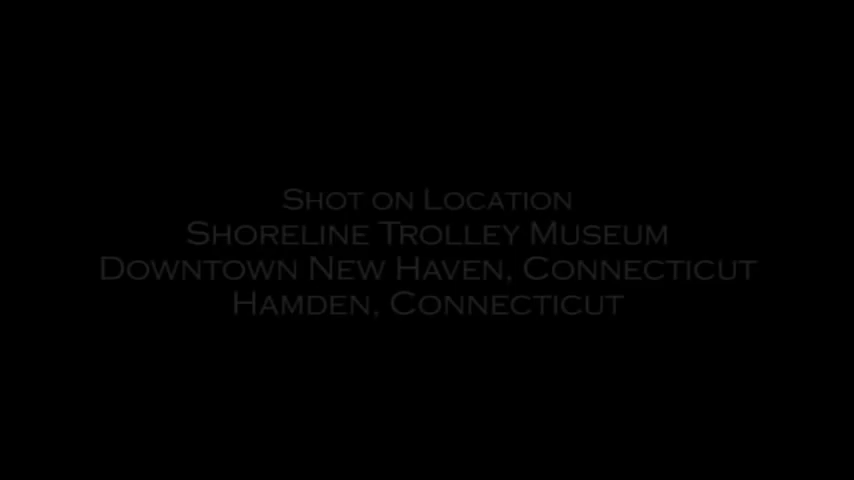 Shot on Location
Shoreline Trolley Museum
Downtown New Haven, Connecticut
Hamden, Connecticut